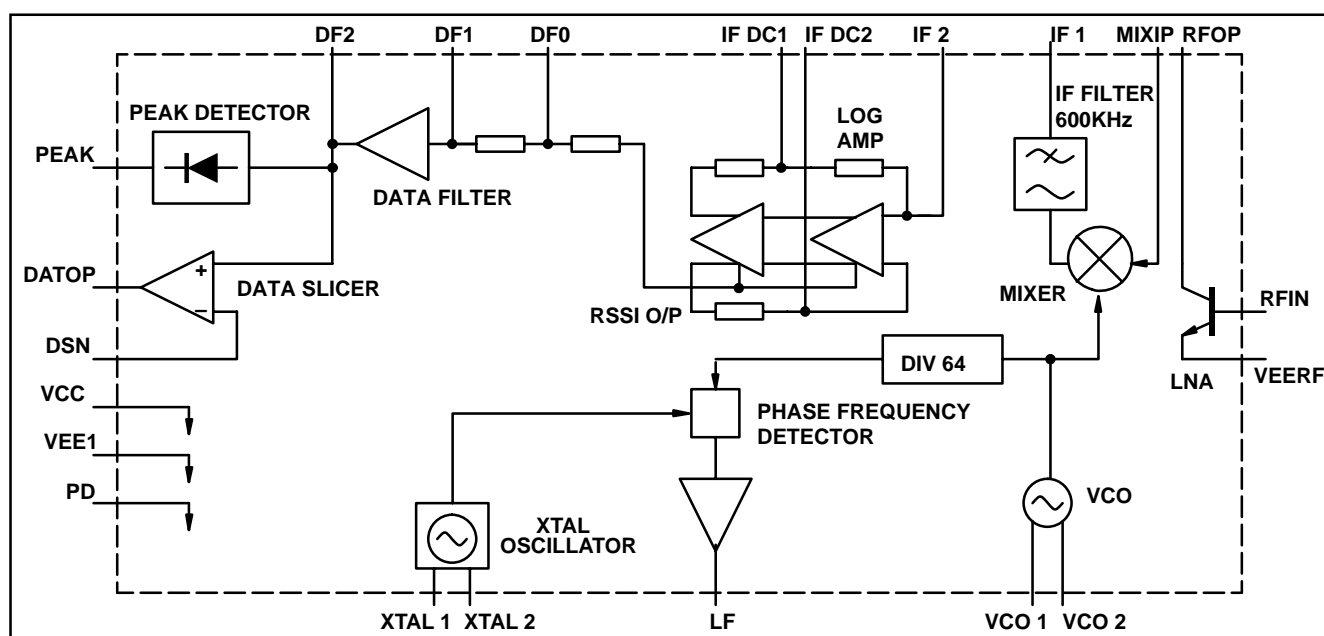 DF2 DF1 DF0 IF DC1 IF DC2 IF 2 IF 1 MIXIP RFOP
PEAK DETECTOR
LOG
AMP
IF FILTER
600KHz
PEAK
DATA FILTER
DATOP
+
−
DATA SLICER
MIXER
RSSI O/P
RFIN
DSN
DIV 64
LNA
VEERF
VCC
PHASE FREQUENCY
DETECTOR
VEE1
PD
VCO
XTAL
OSCILLATOR
XTAL 1 XTAL 2 LF VCO 1 VCO 2